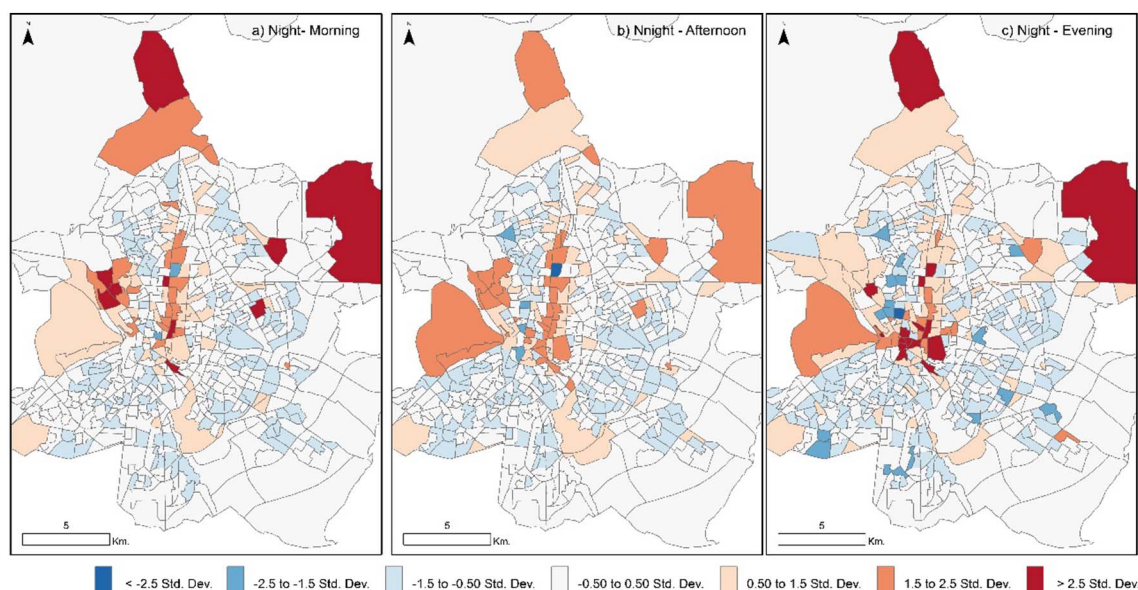 a) Night- Morning
b) Nnight - Afternoon
c) Night - Evening
5
Km.
5
Km.
5
Km.
< -2.5 Std. Dev.
-2.5 to -1.5 Std. Dev.
-1.5 to -0.50 Std. Dev.
-0.50 to 0.50 Std. Dev.
0.50 to 1.5 Std. Dev.
1.5 to 2.5 Std. Dev.
> 2.5 Std. Dev.